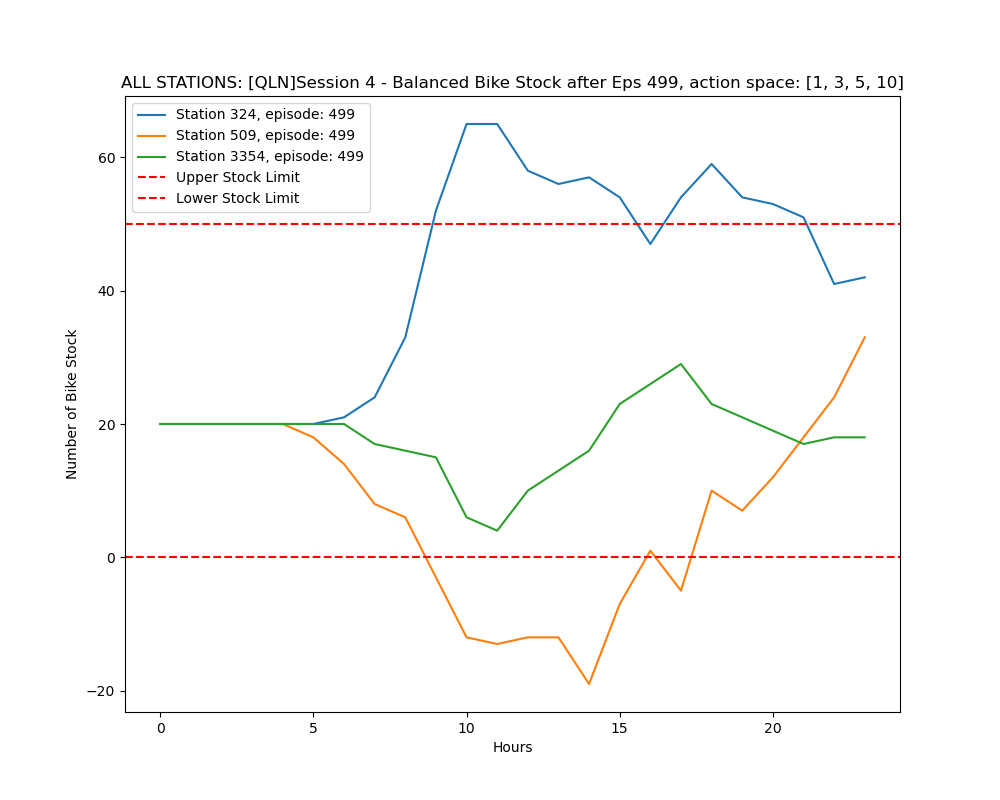 ALL STATIONS: [QLN]Session 4 - Balanced Bike Stock after Eps 499, action space: [1, 3, 5, 10]
Station 324, episode: 499
Station 509, episode: 499
Station 3354, episode: 499
Upper Stock Limit
Lower Stock Limit
60
40
20
0
−20
Number of Bike Stock
0 5 10 15 20
Hours